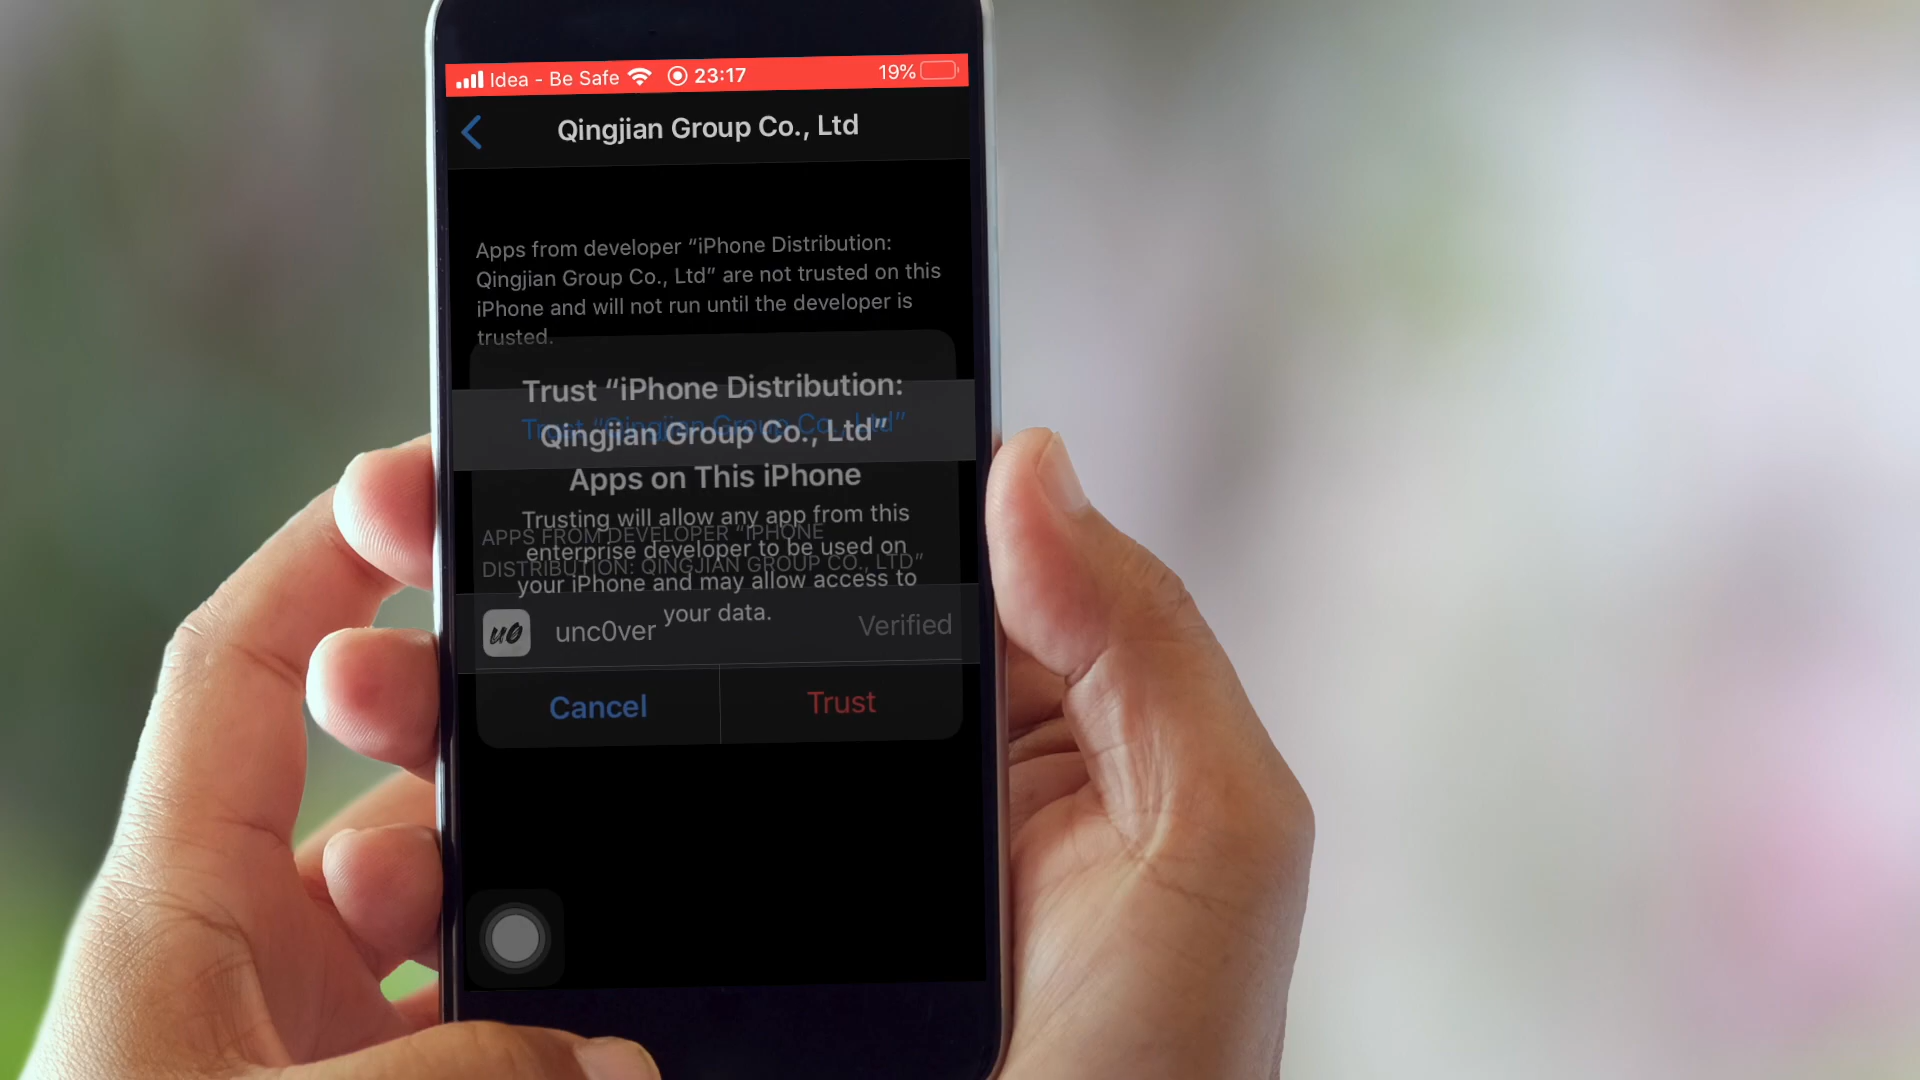 Idea - Be Safe 23:17 19%
Qingjian Group Co., Ltd
Apps from developer “iPhone Distribution:
Qingjian Group Co., Ltd” are not trusted on this
iPhone and will not run until the developer is
trusted.
Trust “iPhone Distribution:
Qingjian Group Co., Ltd”
Apps on This iPhone
Trust “Qingjian Group Co., Ltd”
Trusting will allow any app from this
enterprise developer to be used on
your iPhone and may allow access to
your data.
APPS FROM DEVELOPER “IPHONE
DISTRIBUTION: QINGJIAN GROUP CO., LTD”
u0 unc0ver Verified
Cancel Trust